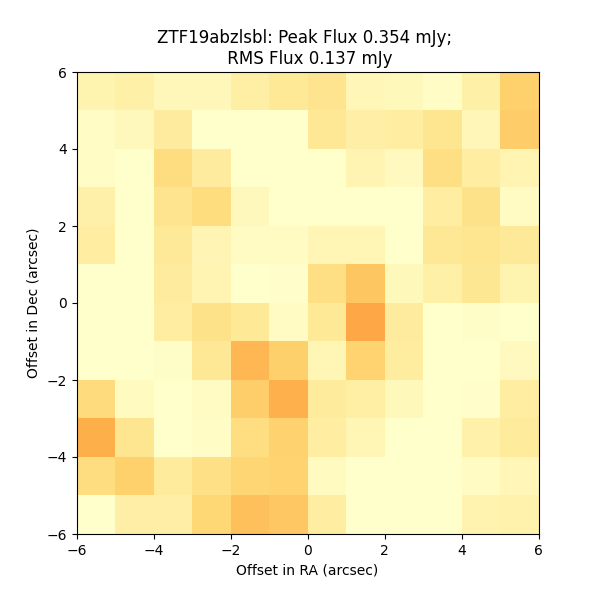 ZTF19abzlsbl: Peak Flux 0.354 mJy;
RMS Flux 0.137 mJy
6
4
2
0
−2
−4
−6
Offset in Dec (arcsec)
−6 −4 −2 0 2 4 6
Offset in RA (arcsec)